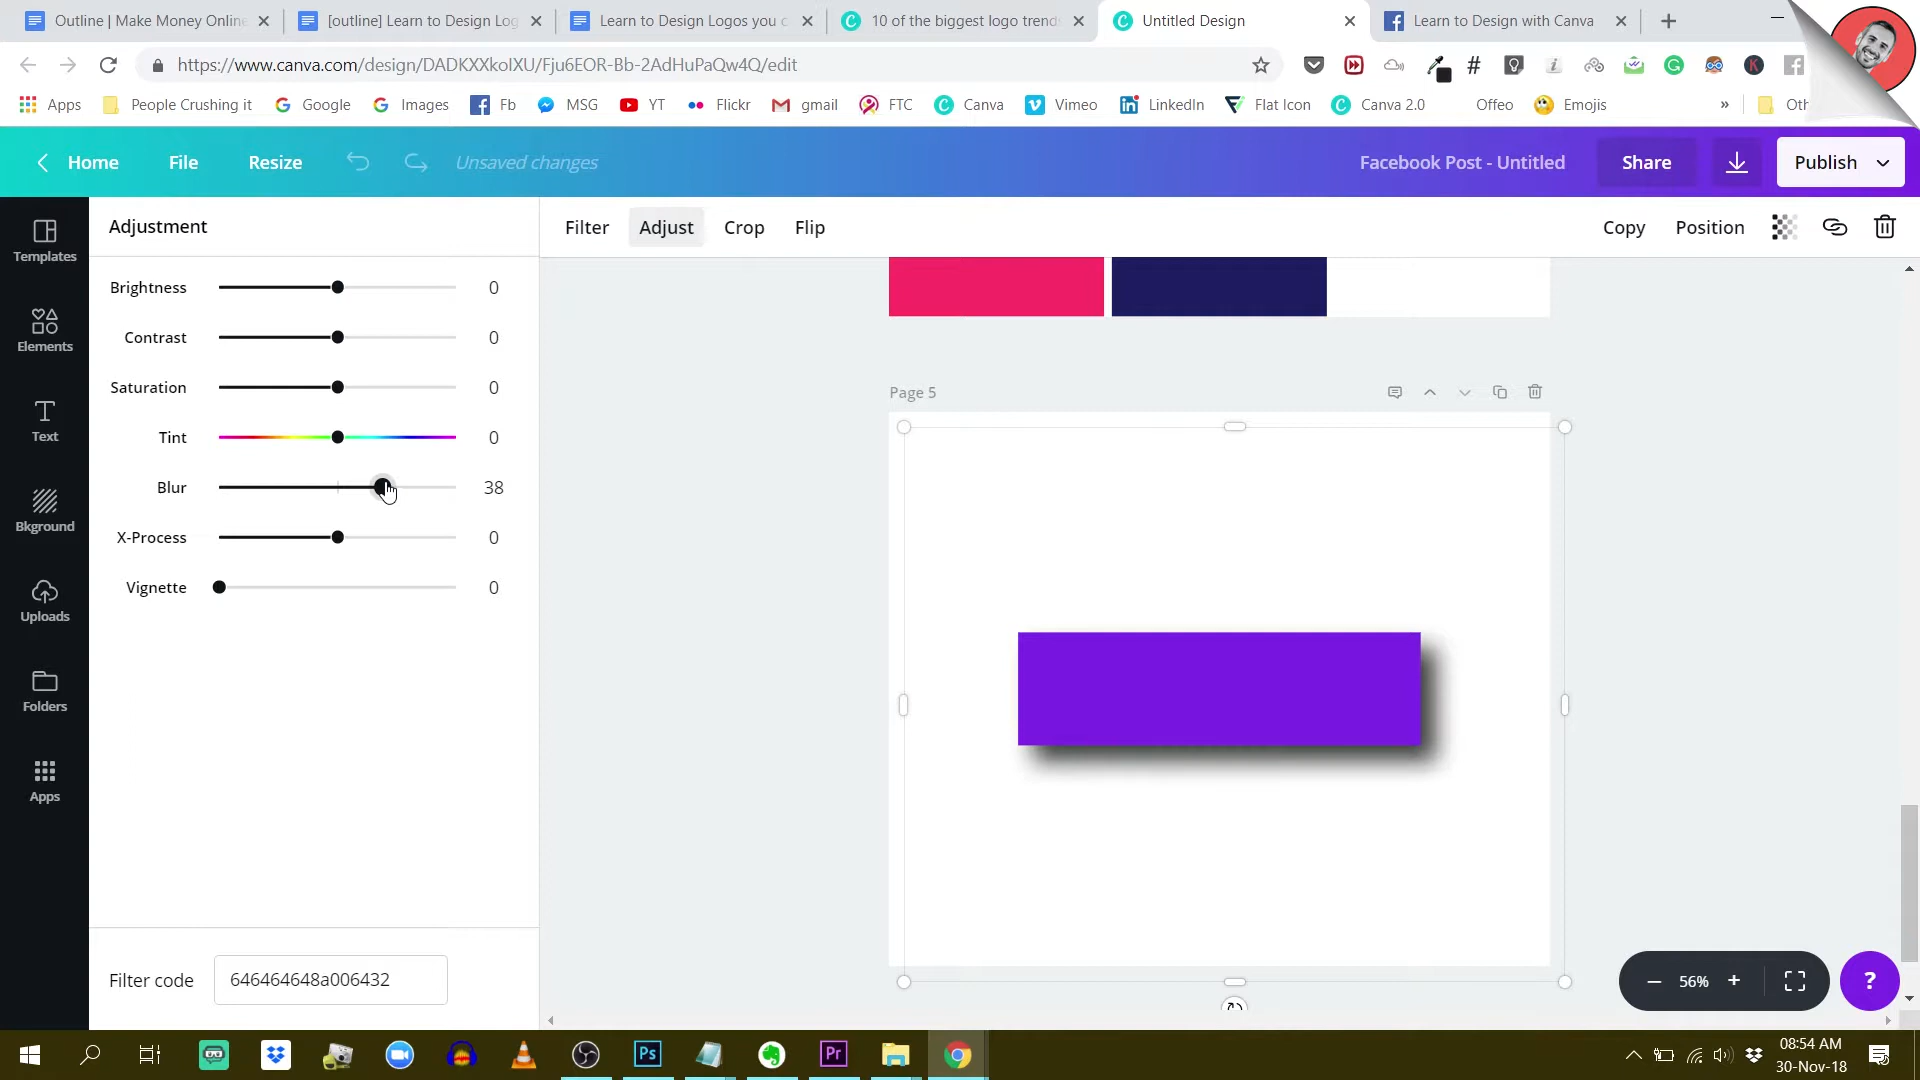 Outline | Make Money Online
[outline] Learn to Design Log
Learn to Design Logos you c
10 of the biggest logo trend
Untitled Design
Learn to Design with Canva
https://www.canva.com/design/DADKXXkoIXU/Fju6EOR-Bb-2AdHuPaQw4Q/edit
Apps
People Crushing it
Google
Images
Fb
MSG
YT
Flickr
gmail
FTC
Canva
Vimeo
LinkedIn
Flat Icon
Canva 2.0
Offeo
Emojis
»
Oth
Home
File
Resize
Unsaved changes
Facebook Post - Untitled
Share
Publish
Templates
Elements
Text
Bkground
Uploads
Folders
Apps
Adjustment
Brightness 0
Contrast 0
Saturation 0
Tint 0
Blur 38
X-Process 0
Vignette 0
Filter code 646464648a006432
Filter
Adjust
Crop
Flip
Copy
Position
Page 5
56%
?
Ps
Pr
08:54 AM
30-Nov-18